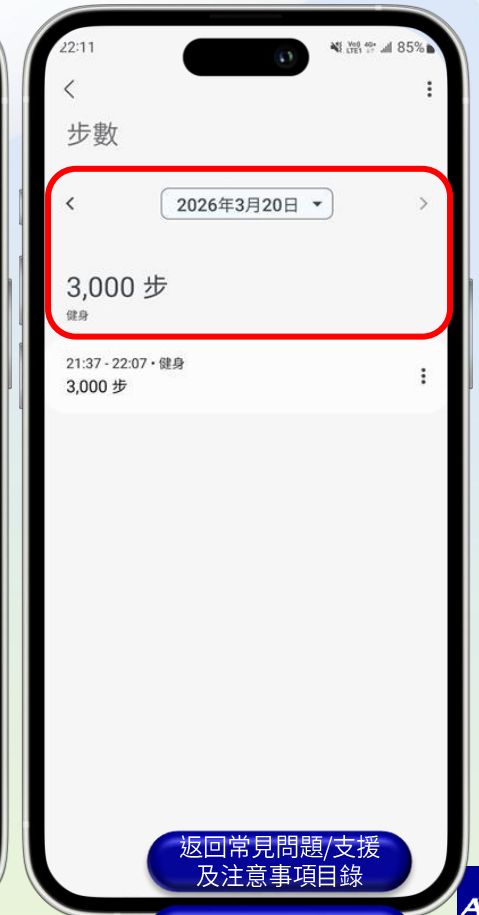 22:11
85%
步數
2026年3月20日
3,000 步
健身
21:37 - 22:07 • 健身
3,000 步
返回常見問題/支援
及注意事項目錄